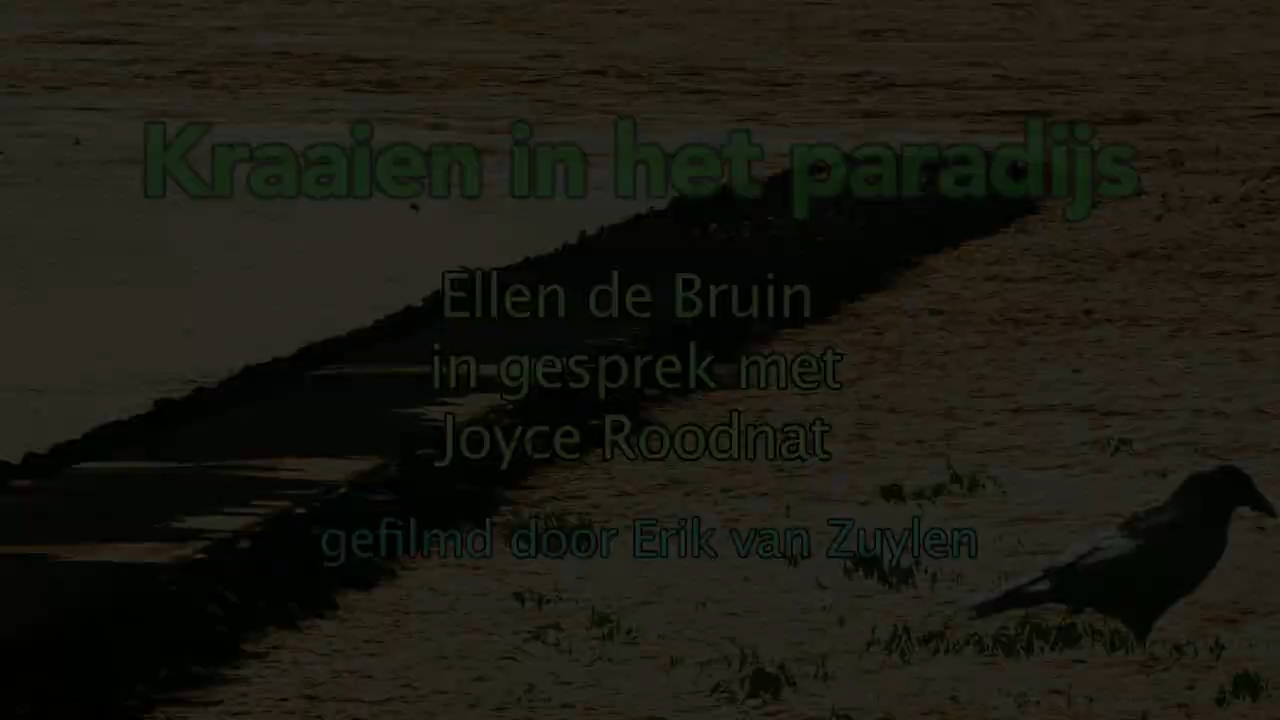 Kraaien in het paradijs
Ellen de Bruin
in gesprek met
Joyce Roodnat
gefilmd door Erik van Zuylen